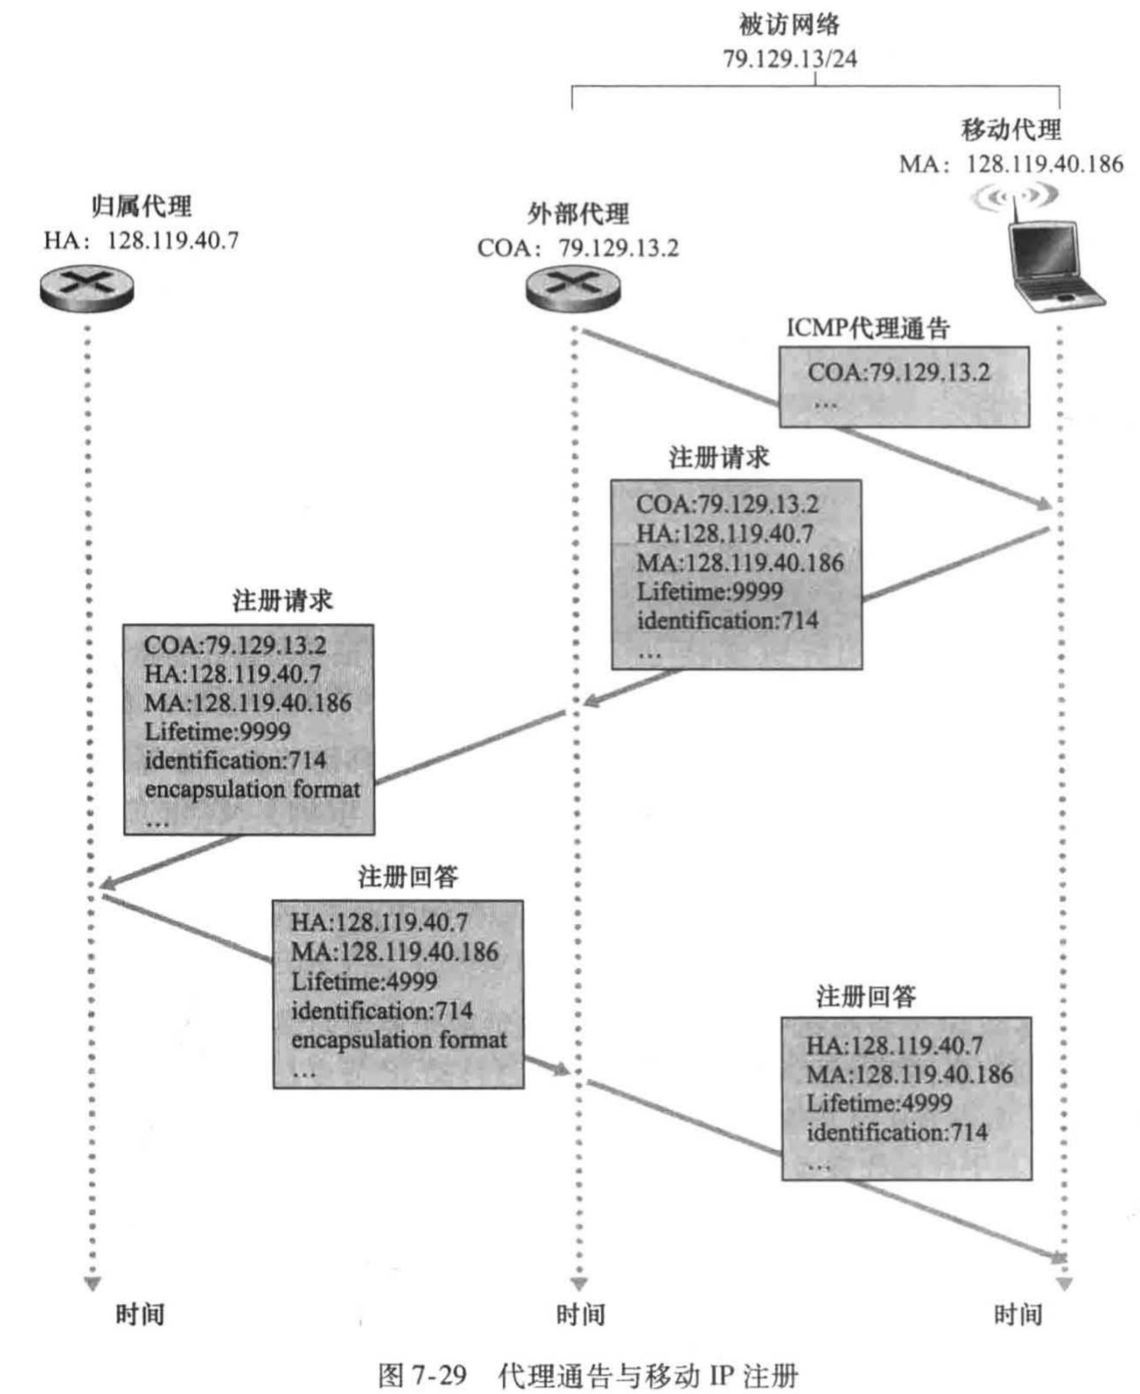 被访网络
79.129.13/24
移动代理
MA：128.119.40.186
归属代理
HA：128.119.40.7
外部代理
COA：79.129.13.2
ICMP代理通告
COA:79.129.13.2
…
注册请求
COA:79.129.13.2
HA:128.119.40.7
MA:128.119.40.186
Lifetime:9999
identification:714
…
注册请求
COA:79.129.13.2
HA:128.119.40.7
MA:128.119.40.186
Lifetime:9999
identification:714
encapsulation format
…
注册回答
HA:128.119.40.7
MA:128.119.40.186
Lifetime:4999
identification:714
encapsulation format
…
注册回答
HA:128.119.40.7
MA:128.119.40.186
Lifetime:4999
identification:714
…
时间
时间
时间
图 7-29 代理通告与移动 IP 注册